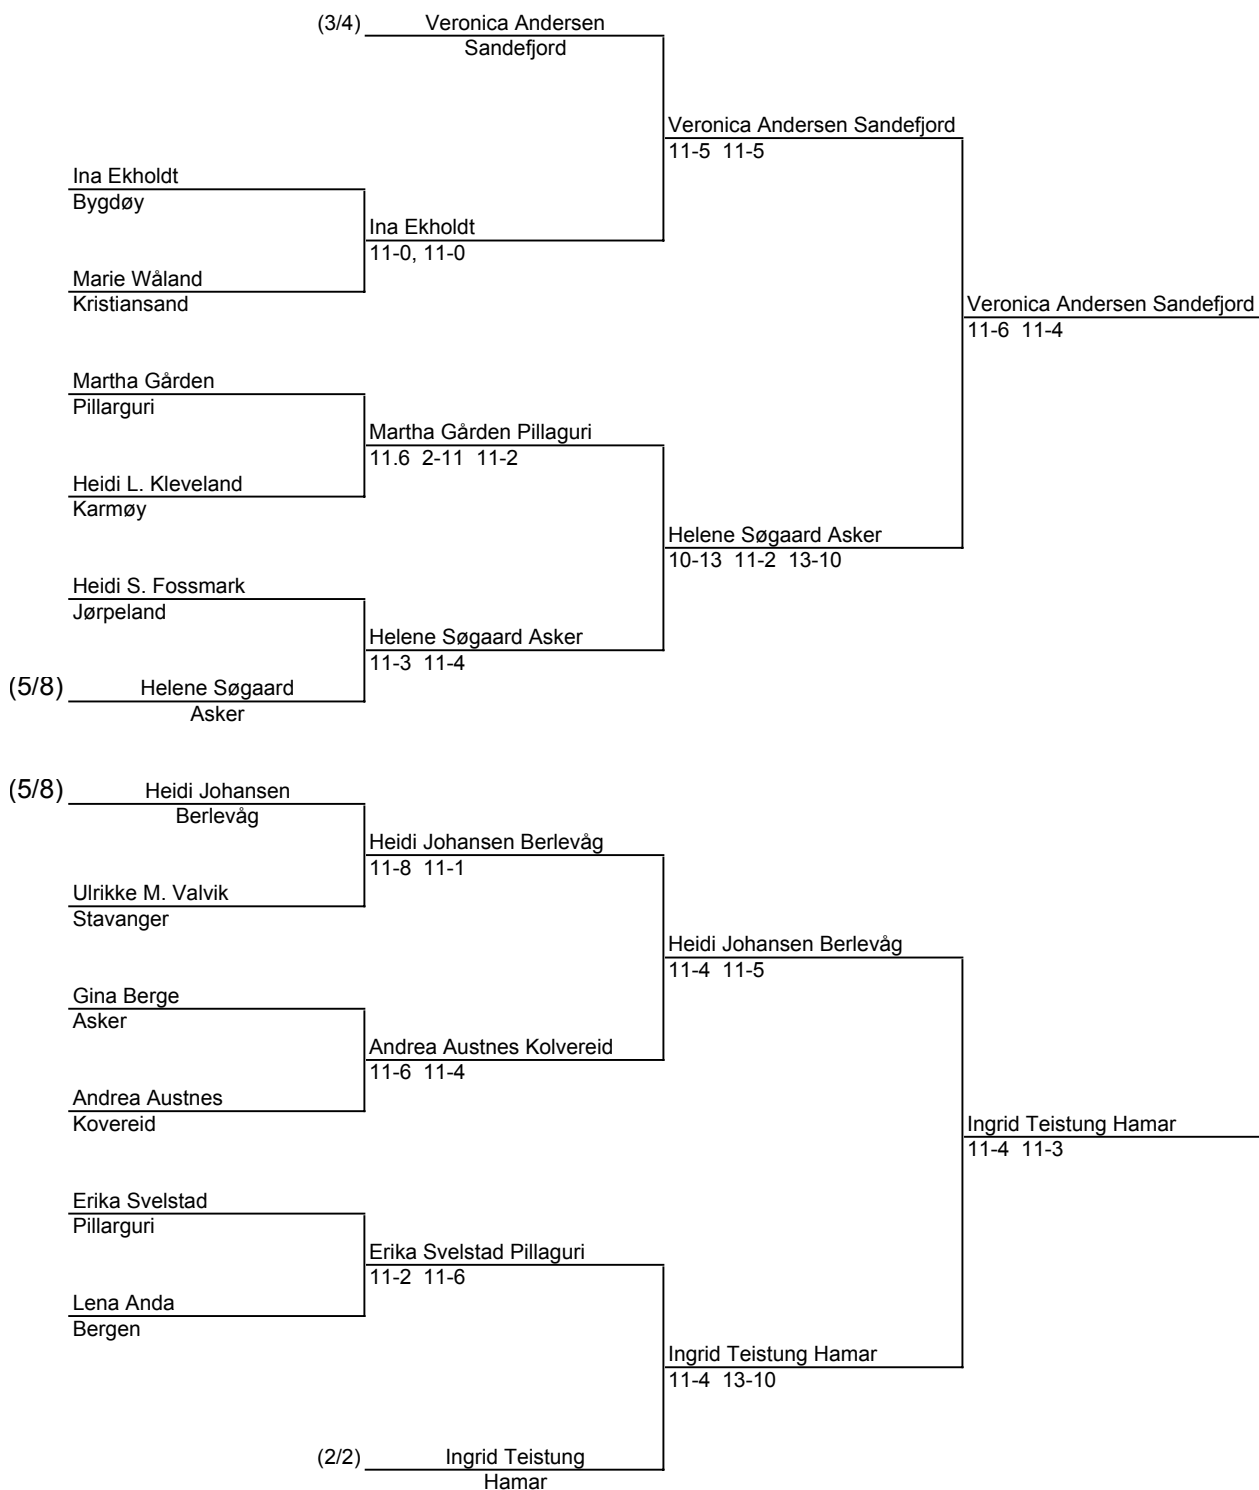 (3/4) Veronica Andersen
Sandefjord
Veronica Andersen Sandefjord
11-5 11-5
Ina Ekholdt
Bygdøy
Ina Ekholdt
11-0, 11-0
Marie Wåland
Kristiansand
Veronica Andersen Sandefjord
11-6 11-4
Martha Gården
Pillarguri
Martha Gården Pillaguri
11.6 2-11 11-2
Heidi L. Kleveland
Karmøy
Helene Søgaard Asker
10-13 11-2 13-10
Heidi S. Fossmark
Jørpeland
Helene Søgaard Asker
11-3 11-4
(5/8) Helene Søgaard
Asker
(5/8) Heidi Johansen
Berlevåg
Heidi Johansen Berlevåg
11-8 11-1
Ulrikke M. Valvik
Stavanger
Heidi Johansen Berlevåg
11-4 11-5
Gina Berge
Asker
Andrea Austnes Kolvereid
11-6 11-4
Andrea Austnes
Kovereid
Ingrid Teistung Hamar
11-4 11-3
Erika Svelstad
Pillarguri
Erika Svelstad Pillaguri
11-2 11-6
Lena Anda
Bergen
Ingrid Teistung Hamar
11-4 13-10
(2/2) Ingrid Teistung
Hamar